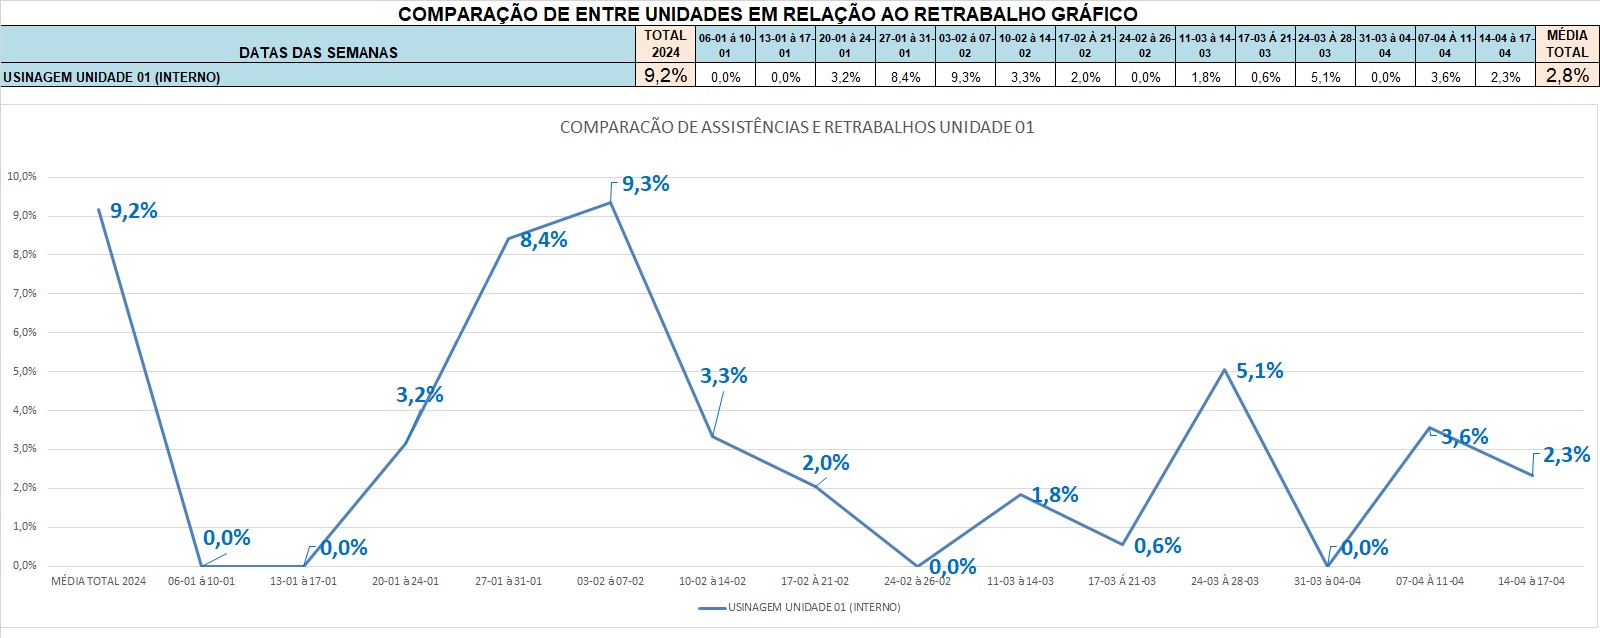 COMPARAÇÃO DE ENTRE UNIDADES EM RELAÇÃO AO RETRABALHO GRÁFICO
DATAS DAS SEMANAS
TOTAL 2024
06-01 á 10-01
13-01 à 17-01
20-01 à 24-01
27-01 à 31-01
03-02 á 07-02
10-02 à 14-02
17-02 À 21-02
24-02 á 26-02
11-03 à 14-03
17-03 Á 21-03
24-03 Á 28-03
31-03 à 04-04
07-04 À 11-04
14-04 à 17-04
MÉDIA TOTAL
USINAGEM UNIDADE 01 (INTERNO) 9,2% 0,0% 0,0% 3,2% 8,4% 9,3% 3,3% 2,0% 0,0% 1,8% 0,6% 5,1% 0,0% 3,6% 2,3% 2,8%
COMPARACÃO DE ASSISTÊNCIAS E RETRABALHOS UNIDADE 01
10,0%
9,0%
8,0%
7,0%
6,0%
5,0%
4,0%
3,0%
2,0%
1,0%
0,0%
9,2%
0,0%
0,0%
3,2%
8,4%
9,3%
3,3%
2,0%
0,0%
1,8%
0,6%
5,1%
0,0%
3,6%
2,3%
MÉDIA TOTAL 2024 06-01 á 10-01 13-01 à 17-01 20-01 à 24-01 27-01 à 31-01 03-02 á 07-02 10-02 à 14-02 17-02 À 21-02 24-02 á 26-02 11-03 à 14-03 17-03 Á 21-03 24-03 Á 28-03 31-03 à 04-04 07-04 À 11-04 14-04 à 17-04
USINAGEM UNIDADE 01 (INTERNO)